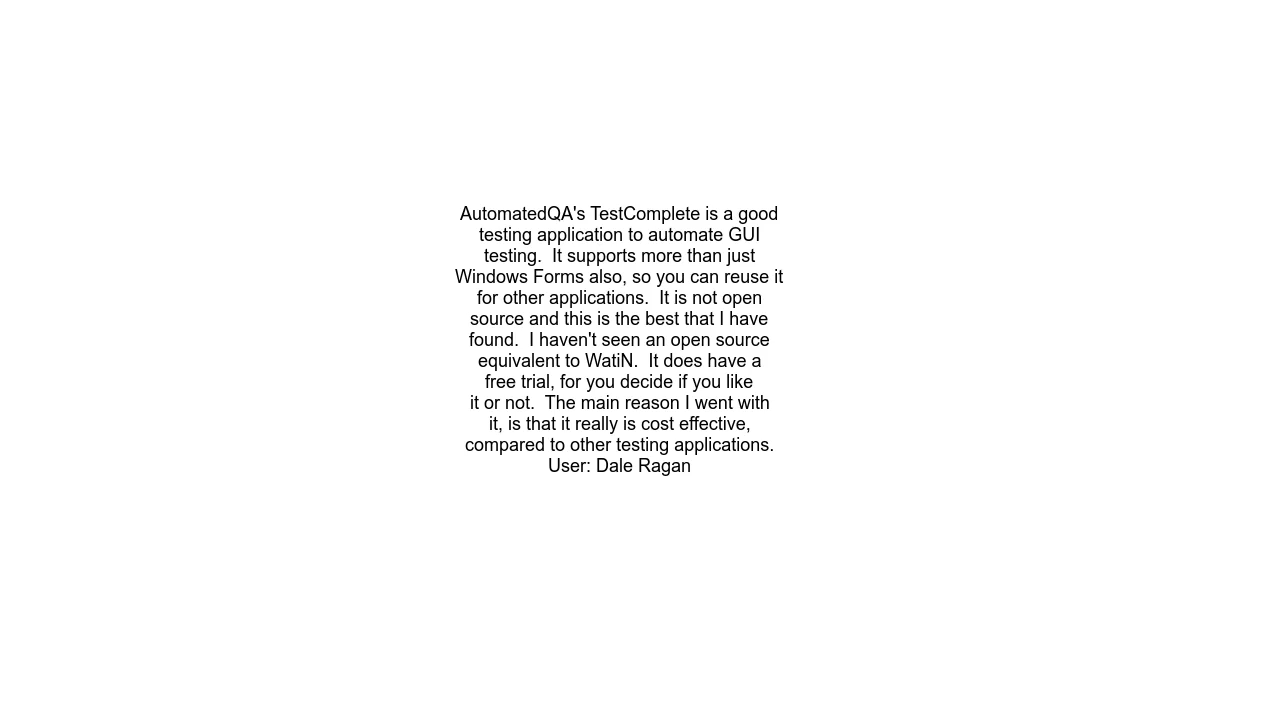 AutomatedQA's TestComplete is a good
testing application to automate GUI
testing.  It supports more than just
Windows Forms also, so you can reuse it
for other applications.  It is not open
source and this is the best that I have
found.  I haven't seen an open source
equivalent to WatiN.  It does have a
free trial, for you decide if you like
it or not.  The main reason I went with
it, is that it really is cost effective,
compared to other testing applications.
User: Dale Ragan